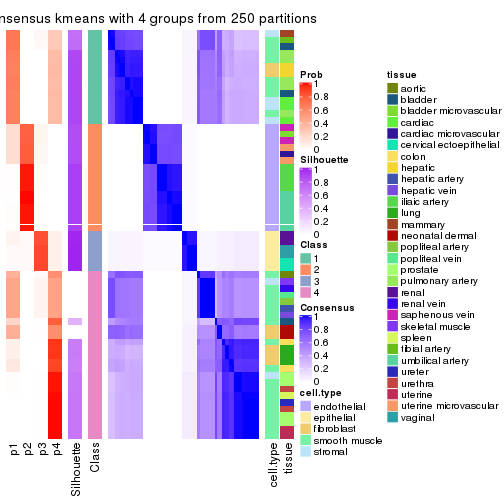 nsensus kmeans with 4 groups from 250 partitions
Prob
1
0.8
0.6
0.4
0.2
0
Silhouette
1
0.8
0.6
0.4
0.2
0
Class
1
2
3
4
Consensus
1
0.8
0.6
0.4
0.2
0
cell.type
endothelial
epithelial
fibroblast
smooth muscle
stromal
tissue
aortic
bladder
bladder microvascular
cardiac
cardiac microvascular
cervical ectoepithelial
colon
hepatic
hepatic artery
hepatic vein
iliaic artery
lung
mammary
neonatal dermal
popliteal artery
popliteal vein
prostate
pulmonary artery
renal
renal vein
saphenous vein
skeletal muscle
spleen
tibial artery
umbilical artery
ureter
urethra
uterine
uterine microvascular
vaginal
p1
p2
p3
p4
Silhouette
Class
cell.type
tissue